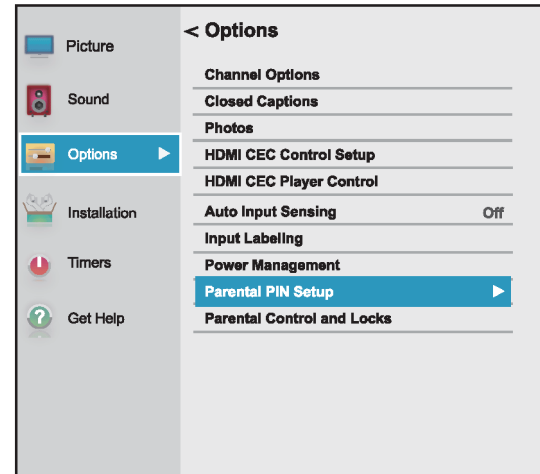 Picture
Sound
Options
Installation
Timers
Get Help
< Options
Channel Options
Closed Captions
Photos
HDMI CEC Control Setup
HDMI CEC Player Control
Auto Input Sensing Off
Input Labeling
Power Management
Parental PIN Setup
Parental Control and Locks